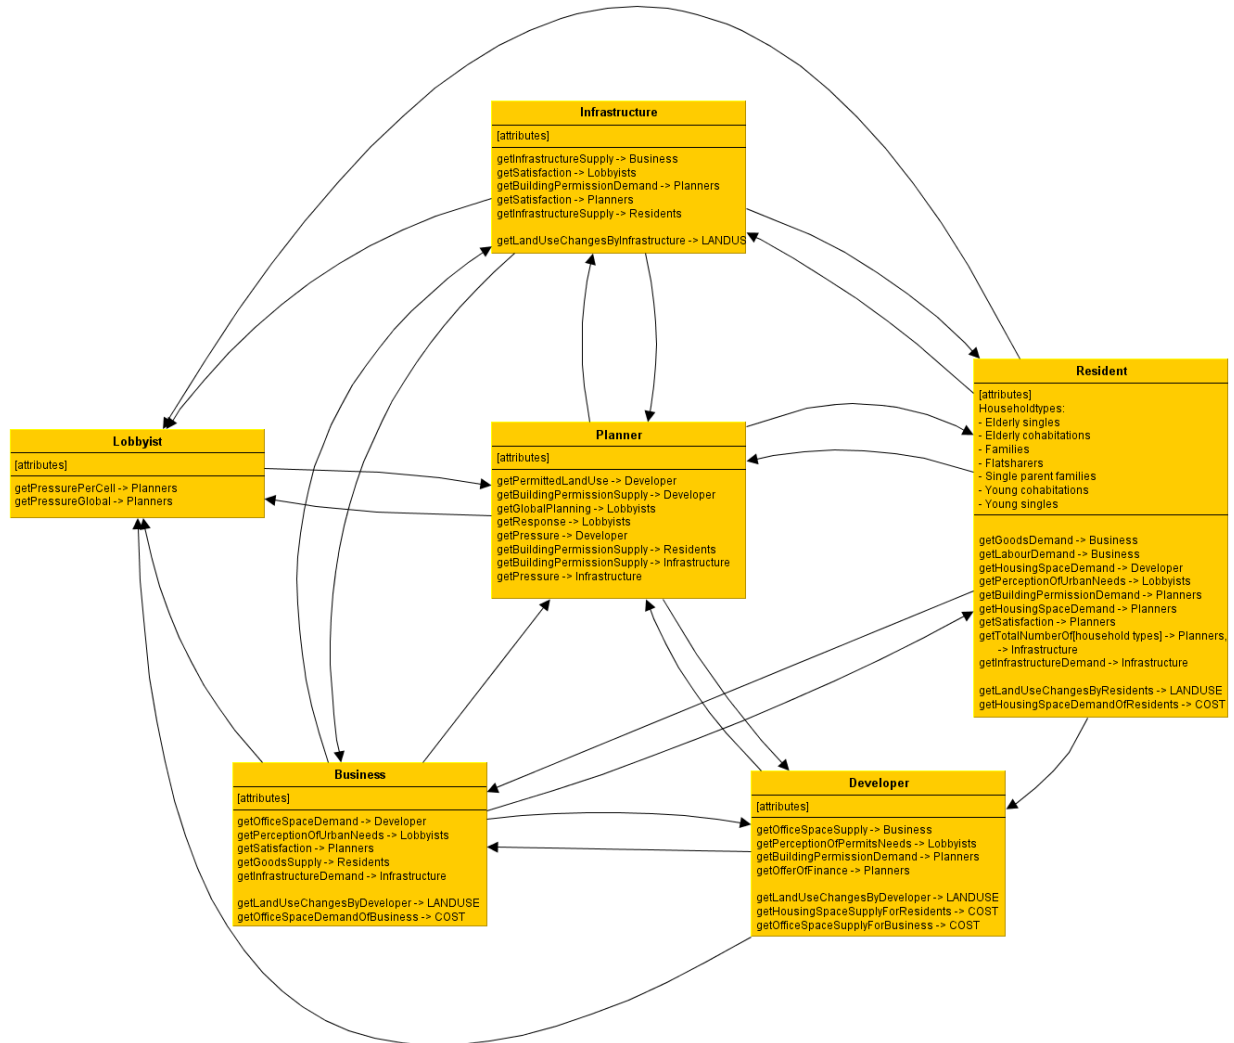 Infrastructure
[attributes]
getInfrastructureSupply -> Business
getSatisfaction -> Lobbyists
getBuildingPermissionDemand -> Planners
getSatisfaction -> Planners
getInfrastructureSupply -> Residents
getLandUseChangesByInfrastructure -> LANDUS
Resident
[attributes]
Householdtypes:
- Elderly singles
- Elderly cohabitations
- Families
- Flatsharers
- Single parent families
- Young cohabitations
- Young singles
getGoodsDemand -> Business
getLabourDemand -> Business
getHousingSpaceDemand -> Developer
getPerceptionOfUrbanNeeds -> Lobbyists
getBuildingPermissionDemand -> Planners
getHousingSpaceDemand -> Planners
getSatisfaction -> Planners
getTotalNumberOf[household types] -> Planners,
-> Infrastructure
getInfrastructureDemand -> Infrastructure
getLandUseChangesByResidents -> LANDUSE
getHousingSpaceDemandOfResidents -> COST
Lobbyist
[attributes]
getPressurePerCell -> Planners
getPressureGlobal -> Planners
Planner
[attributes]
getPermittedLandUse -> Developer
getBuildingPermissionSupply -> Developer
getGlobalPlanning -> Lobbyists
getResponse -> Lobbyists
getPressure -> Developer
getBuildingPermissionSupply -> Residents
getBuildingPermissionSupply -> Infrastructure
getPressure -> Infrastructure
Business
[attributes]
getOfficeSpaceDemand -> Developer
getPerceptionOfUrbanNeeds -> Lobbyists
getSatisfaction -> Planners
getGoodsSupply -> Residents
getInfrastructureDemand -> Infrastructure
getLandUseChangesByDeveloper -> LANDUSE
getOfficeSpaceDemandOfBusiness -> COST
Developer
[attributes]
getOfficeSpaceSupply -> Business
getPerceptionOfPermitsNeeds -> Lobbyists
getBuildingPermissionDemand -> Planners
getOfferOfFinance -> Planners
getLandUseChangesByDeveloper -> LANDUSE
getHousingSpaceSupplyForResidents -> COST
getOfficeSpaceSupplyForBusiness -> COST